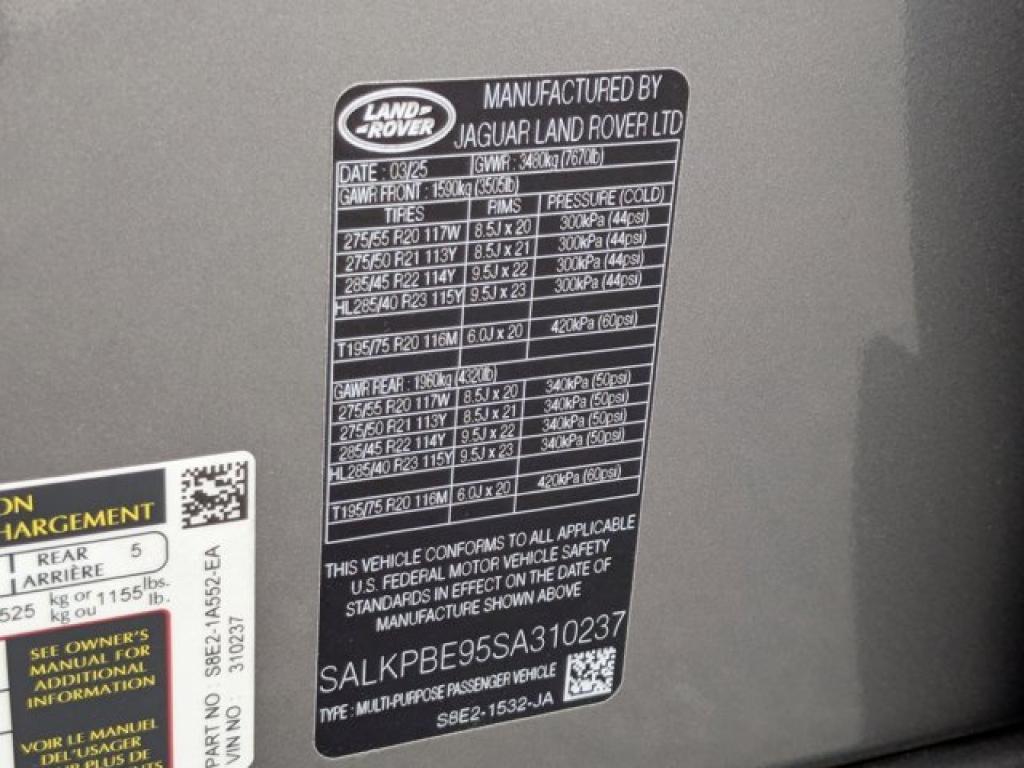 LAND
ROVER
MANUFACTURED BY
JAGUAR LAND ROVER LTD
DATE : 03/25 GVWR : 3480kg (7670lb)
GAWR FRONT : 1590kg (3505lb)
TIRES RIMS PRESSURE (COLD)
275/55 R20 117W 8.5J x 20 300kPa (44psi)
275/50 R21 113Y 8.5J x 21 300kPa (44psi)
285/45 R22 114Y 9.5J x 22 300kPa (44psi)
HL285/40 R23 115Y 9.5J x 23 300kPa (44psi)
T195/75 R20 116M 6.0J x 20 420kPa (60psi)
GAWR REAR : 1960kg (4320lb)
275/55 R20 117W 8.5J x 20 340kPa (50psi)
275/50 R21 113Y 8.5J x 21 340kPa (50psi)
285/45 R22 114Y 9.5J x 22 340kPa (50psi)
HL285/40 R23 115Y 9.5J x 23 340kPa (50psi)
T195/75 R20 116M 6.0J x 20 420kPa (60psi)
THIS VEHICLE CONFORMS TO ALL APPLICABLE
U.S. FEDERAL MOTOR VEHICLE SAFETY
STANDARDS IN EFFECT ON THE DATE OF
MANUFACTURE SHOWN ABOVE
SALKPBE95SA310237
TYPE : MULTI-PURPOSE PASSENGER VEHICLE
S8E2-1532-JA
ON
HARGEMENT
REAR 5
ARRIÈRE
525 kg or 1155 lbs.
kg ou lb.
SEE OWNER'S
MANUAL FOR
ADDITIONAL
INFORMATION
VOIR LE MANUEL
DEL'USAGER
PLUS DE
PART NO : S8E2-1A552-EA
VIN NO : 310237